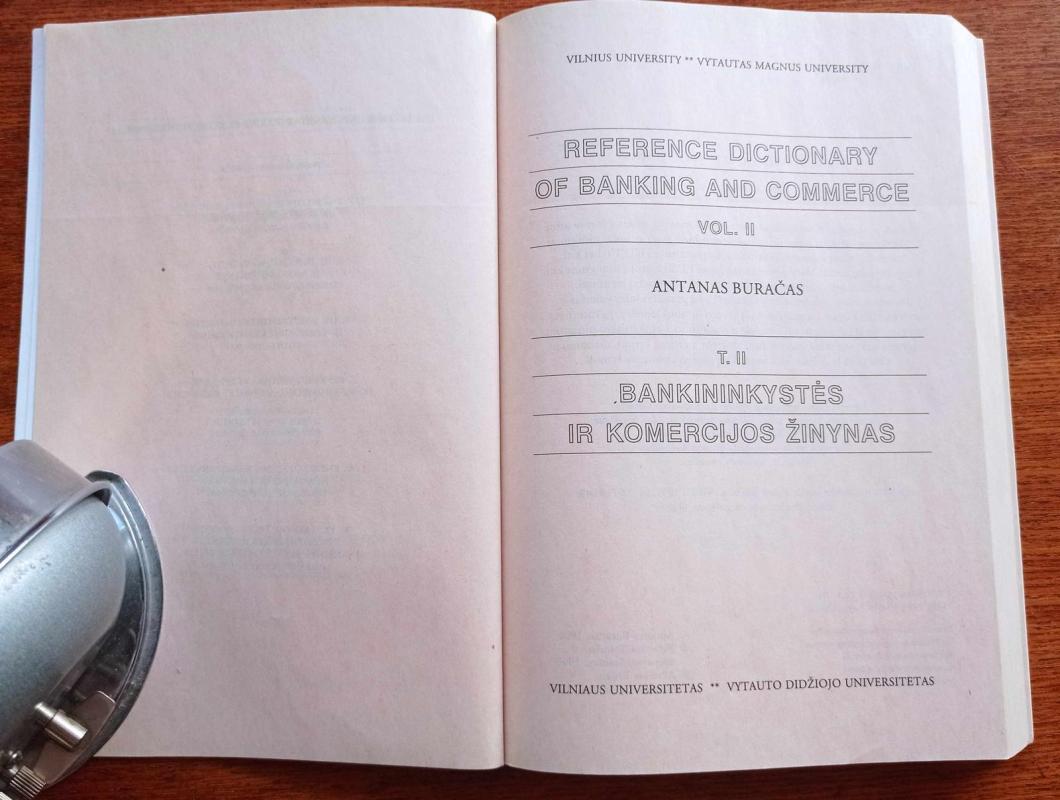 VILNIUS UNIVERSITY ** VYTAUTAS MAGNUS UNIVERSITY
REFERENCE DICTIONARY
OF BANKING AND COMMERCE
VOL. II
ANTANAS BURAČAS
T. II
BANKININKYSTĖS
IR KOMERCIJOS ŽINYNAS
VILNIAUS UNIVERSITETAS ** VYTAUTO DIDŽIOJO UNIVERSITETAS